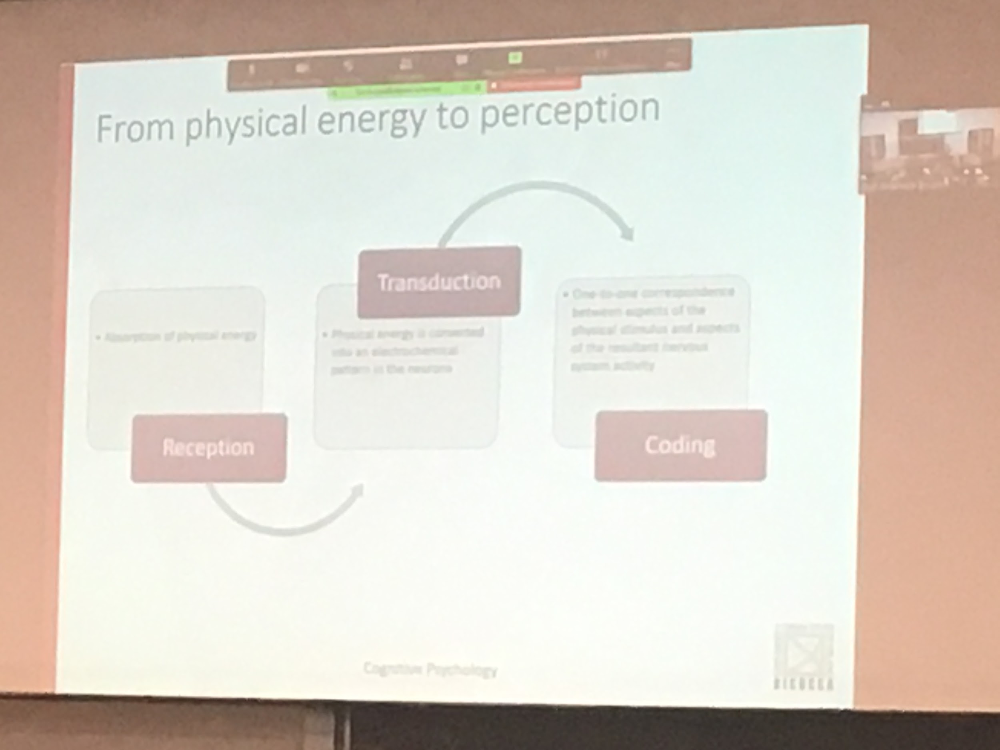 From physical energy to perception
Transduction
• One-to-one correspondence
between aspects of the
physical stimulus and aspects
of the resultant nervous
system activity
• Absorption of physical energy
• Physical energy is converted
into an electrochemical
pattern in the neurons
Reception
Coding
Cognitive Psychology
BICOCCA